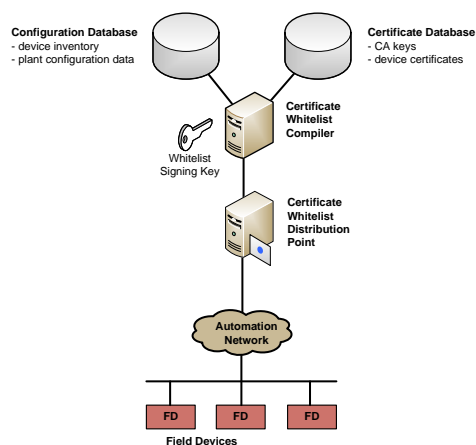 Configuration Database
- device inventory
- plant configuration data
Certificate Database
- CA keys
- device certificates
Certificate
Whitelist
Compiler
Whitelist
Signing Key
Certificate
Whitelist
Distribution
Point
Automation
Network
FD
FD
FD
Field Devices